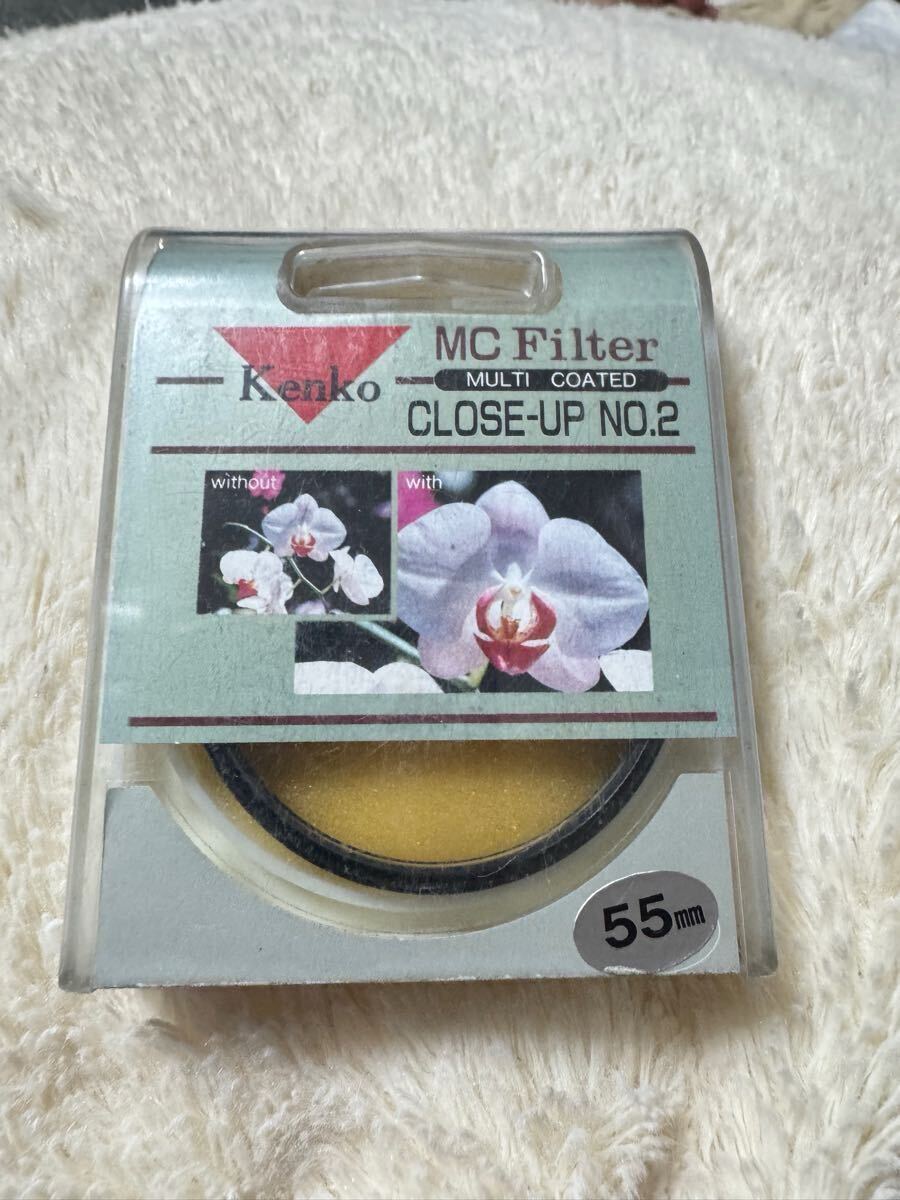 Kenko
MC Filter
MULTI COATED
CLOSE-UP NO.2
without
with
55mm